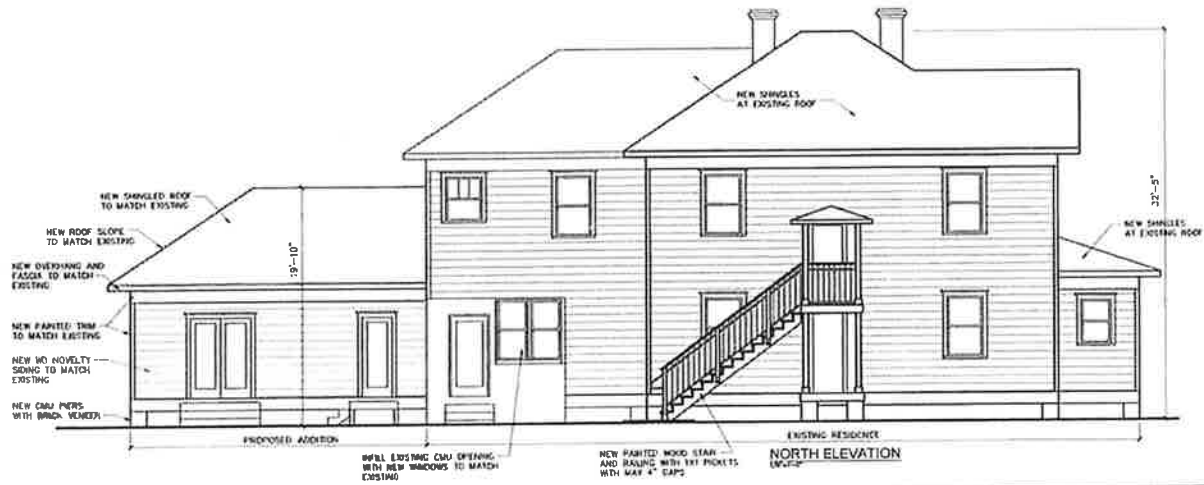 NEW SHINGLES
AT EXISTING ROOF
32'-5"
NEW SHINGLES
AT EXISTING ROOF
NEW SHINGLED ROOF
TO MATCH EXISTING
NEW ROOF SLOPE
TO MATCH EXISTING
NEW OVERHANG AND
FASCIA TO MATCH
EXISTING
19'-10"
NEW PAINTED TRIM
TO MATCH EXISTING
NEW WD NOVELTY
SIDING TO MATCH
EXISTING
NEW CMU PIERS
WITH BRICK VENEER
PROPOSED ADDITION
EXISTING RESIDENCE
INFILL EXISTING CMU OPENING
WITH NEW WINDOWS TO MATCH
EXISTING
NEW PAINTED WOOD STAIR
AND RAILING WITH 1X1 PICKETS
WITH MAX 4" GAPS
NORTH ELEVATION